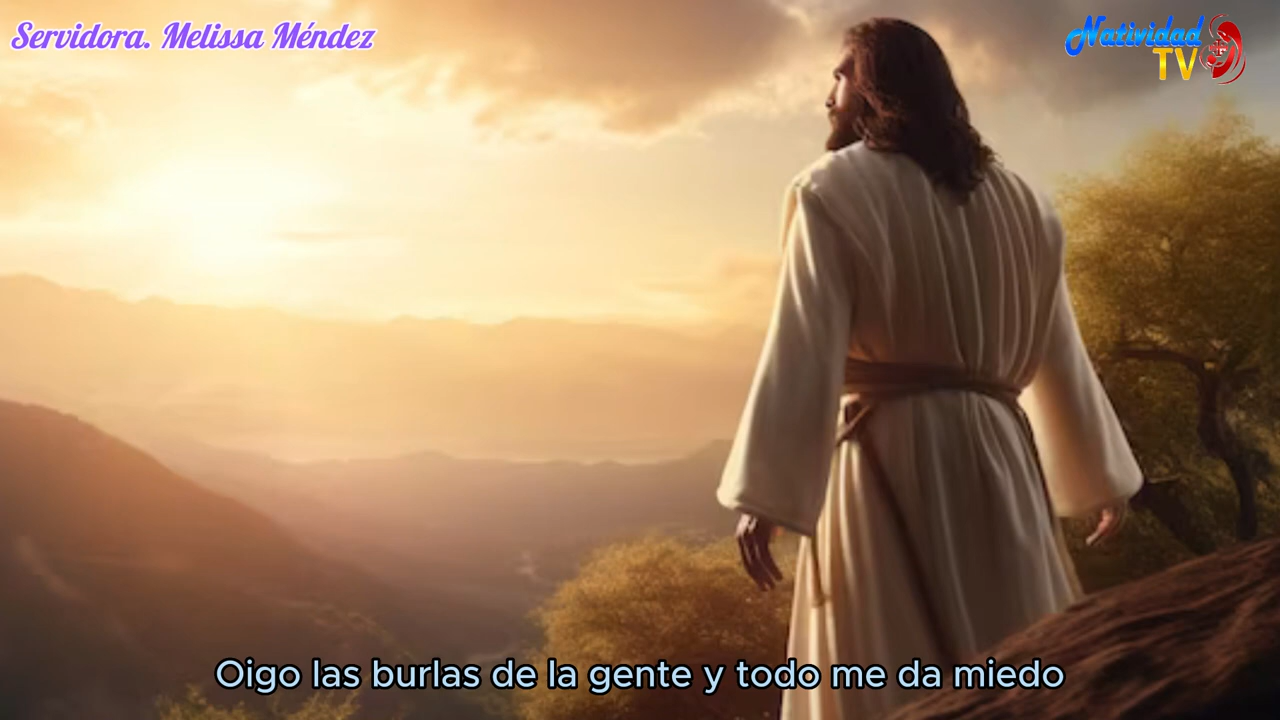 Servidora. Melissa Méndez
Natividad
TV
Oigo las burlas de la gente y todo me da miedo